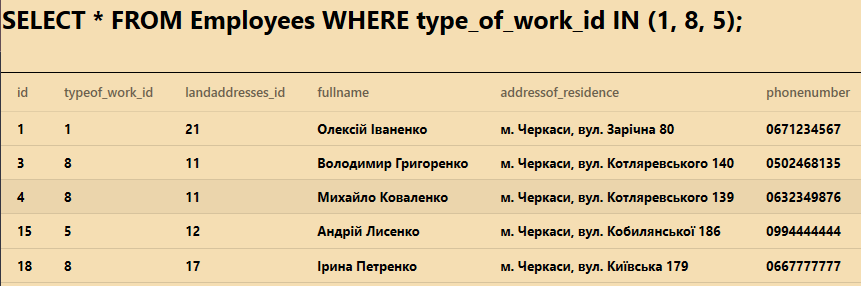 SELECT * FROM Employees WHERE type_of_work_id IN (1, 8, 5);
id typeof_work_id landaddresses_id fullname addressof_residence phonenumber
1 1 21 Олексій Іваненко м. Черкаси, вул. Зарічна 80 0671234567
3 8 11 Володимир Григоренко м. Черкаси, вул. Котляревського 140 0502468135
4 8 11 Михайло Коваленко м. Черкаси, вул. Котляревського 139 0632349876
15 5 12 Андрій Лисенко м. Черкаси, вул. Кобилянської 186 0994444444
18 8 17 Ірина Петренко м. Черкаси, вул. Київська 179 0667777777